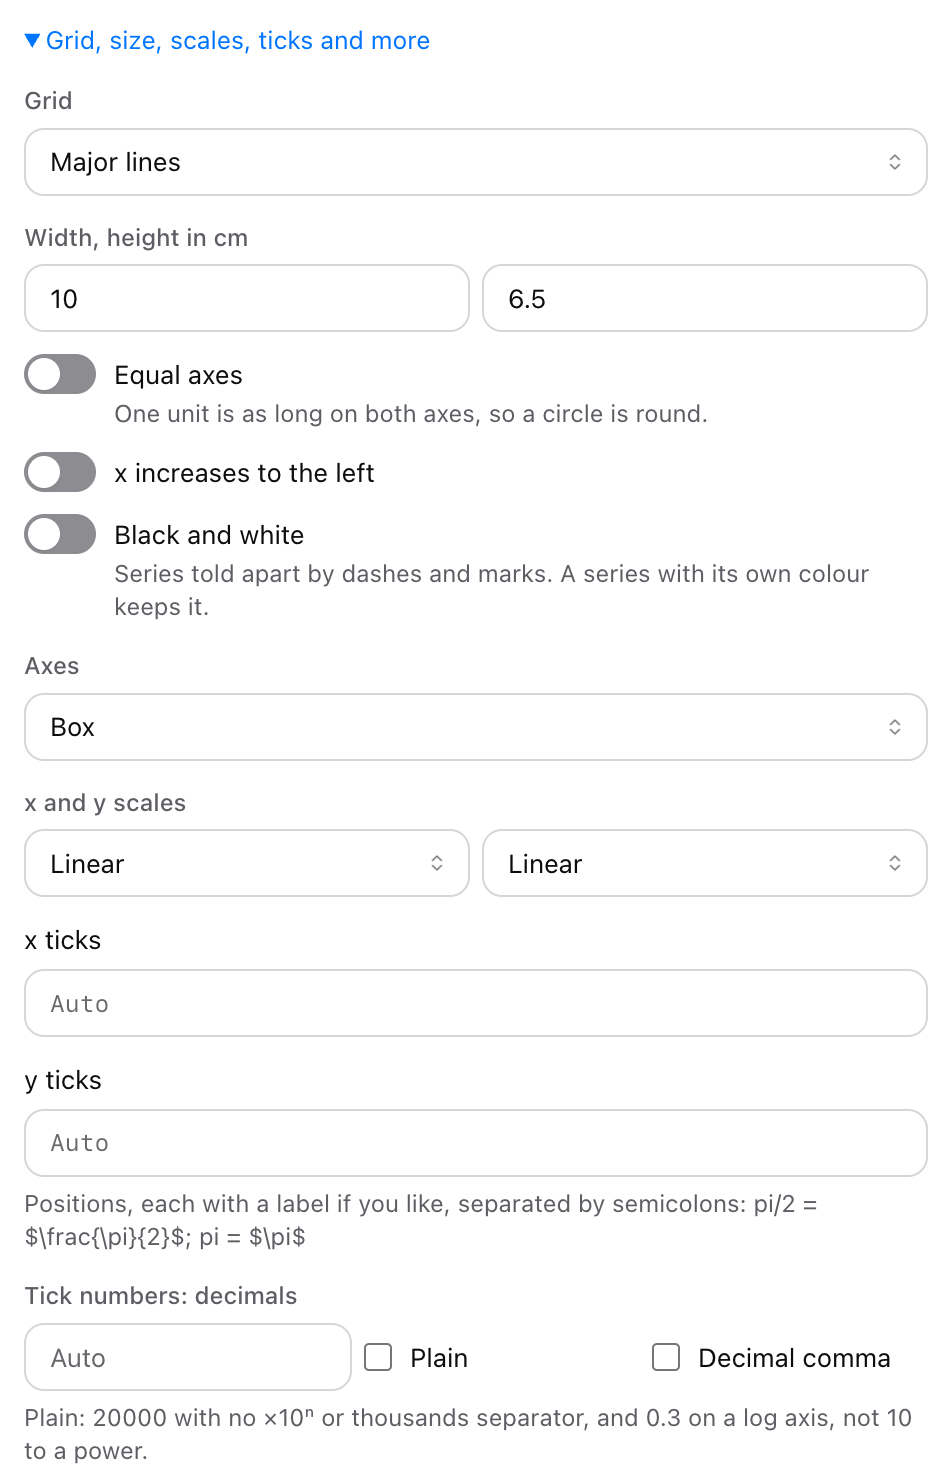 Grid, size, scales, ticks and more
Grid
Major lines
Width, height in cm
10
6.5
Equal axes
One unit is as long on both axes, so a circle is round.
x increases to the left
Black and white
Series told apart by dashes and marks. A series with its own colour
keeps it.
Axes
Box
x and y scales
Linear
Linear
x ticks
Auto
y ticks
Auto
Positions, each with a label if you like, separated by semicolons: pi/2 =
$\frac{\pi}{2}$; pi = $\pi$
Tick numbers: decimals
Auto
Plain
Decimal comma
Plain: 20000 with no ×10ⁿ or thousands separator, and 0.3 on a log axis, not 10
to a power.